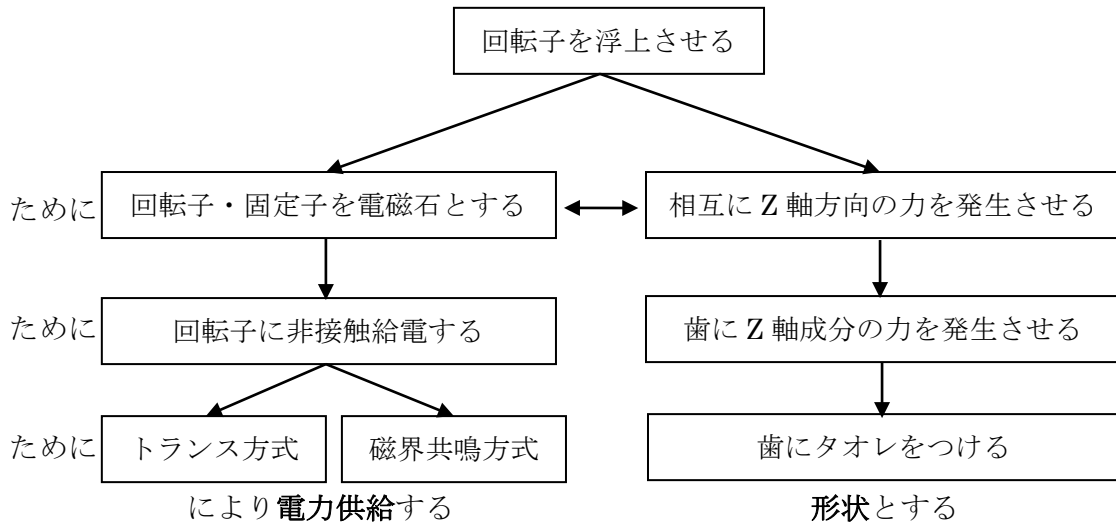 回転子を浮上させる
ために 回転子・固定子を電磁石とする 相互に Z 軸方向の力を発生させる
ために 回転子に非接触給電する 歯に Z 軸成分の力を発生させる
ために トランス方式 磁界共鳴方式 歯にタオレをつける
により電力供給する 形状とする